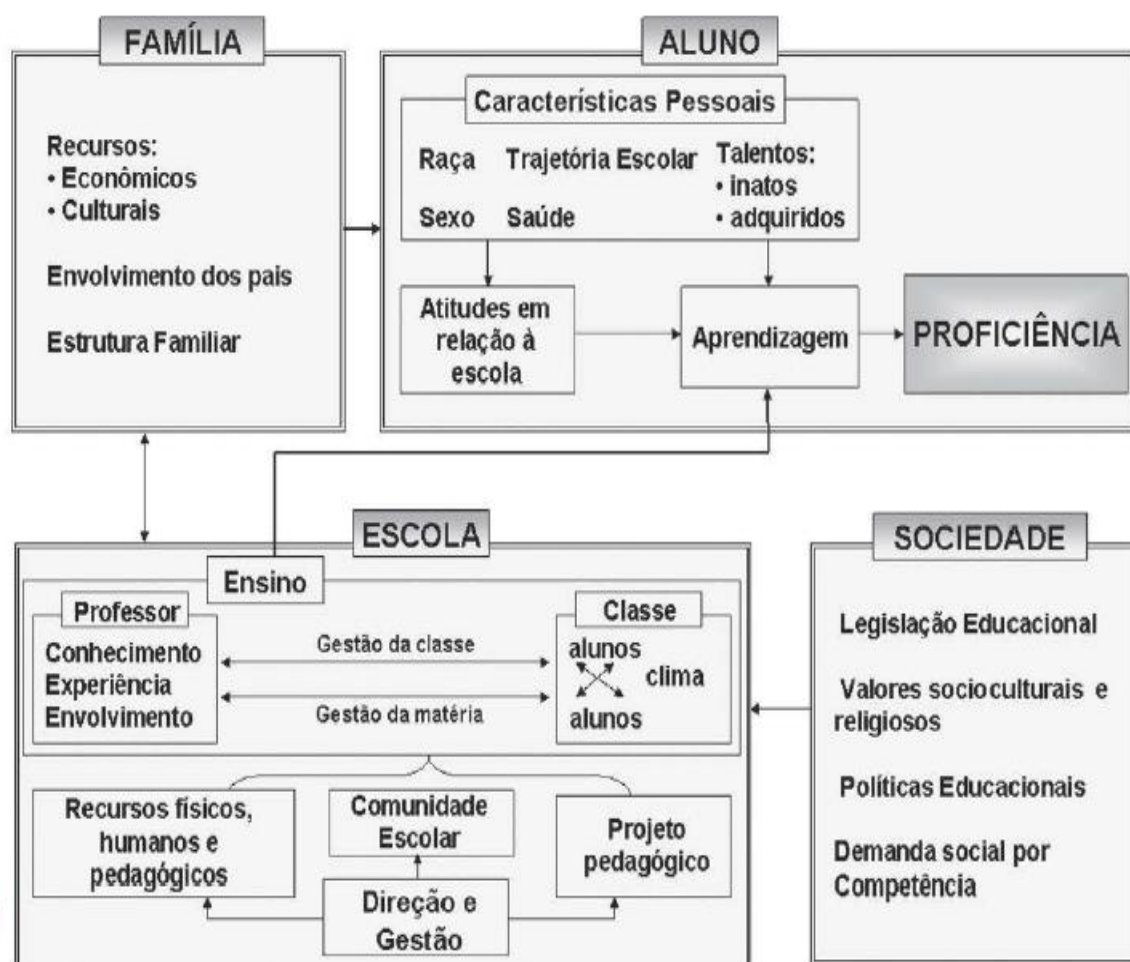 FAMÍLIA
Recursos:
• Econômicos
• Culturais
Envolvimento dos pais
Estrutura Familiar
ALUNO
Características Pessoais
Raça
Trajetória Escolar
Talentos:
• inatos
• adquiridos
Sexo
Saúde
Atitudes em
relação à
escola
Aprendizagem
PROFICIÊNCIA
ESCOLA
Ensino
Professor
Conhecimento
Experiência
Envolvimento
Gestão da classe
Gestão da matéria
Classe
alunos
clima
alunos
Recursos físicos,
humanos e
pedagógicos
Comunidade
Escolar
Projeto
pedagógico
Direção e
Gestão
SOCIEDADE
Legislação Educacional
Valores socioculturais e
religiosos
Políticas Educacionais
Demanda social por
Competência